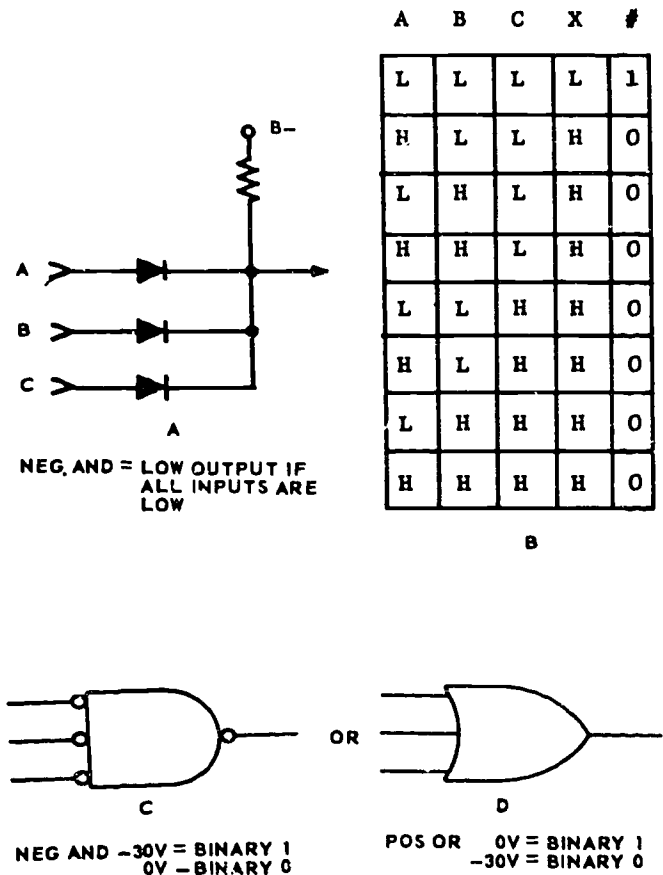 B-
A
B
C
A
NEG. AND = LOW OUTPUT IF
ALL INPUTS ARE
LOW
A B C X #
L L L L 1
H L L H 0
L H L H 0
H H L H 0
L L H H 0
H L H H 0
L H H H 0
H H H H 0
B
OR
C
D
NEG AND -30V = BINARY 1
0V - BINARY 0
POS OR 0V = BINARY 1
-30V = BINARY 0